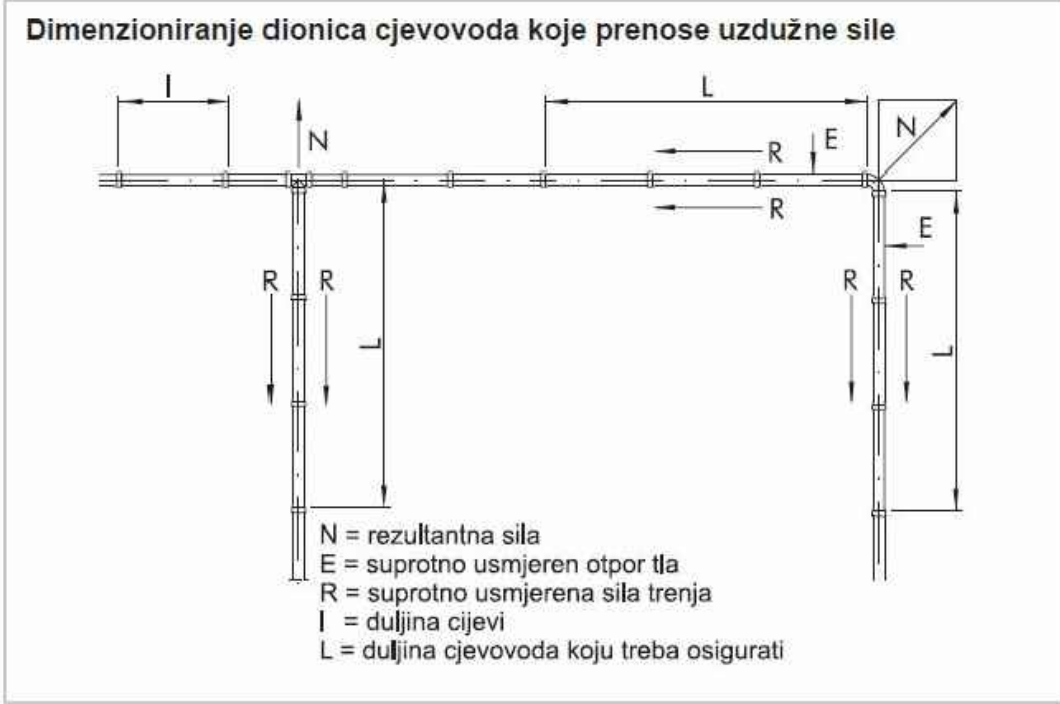 Dimenzioniranje dionica cjevovoda koje prenose uzdužne sile
l
L
N
E
N
R
R
E
R
R
R
R
L
L
N = rezultantna sila
E = suprotno usmjeren otpor tla
R = suprotno usmjerena sila trenja
l = duljina cijevi
L = duljina cjevovoda koju treba osigurati